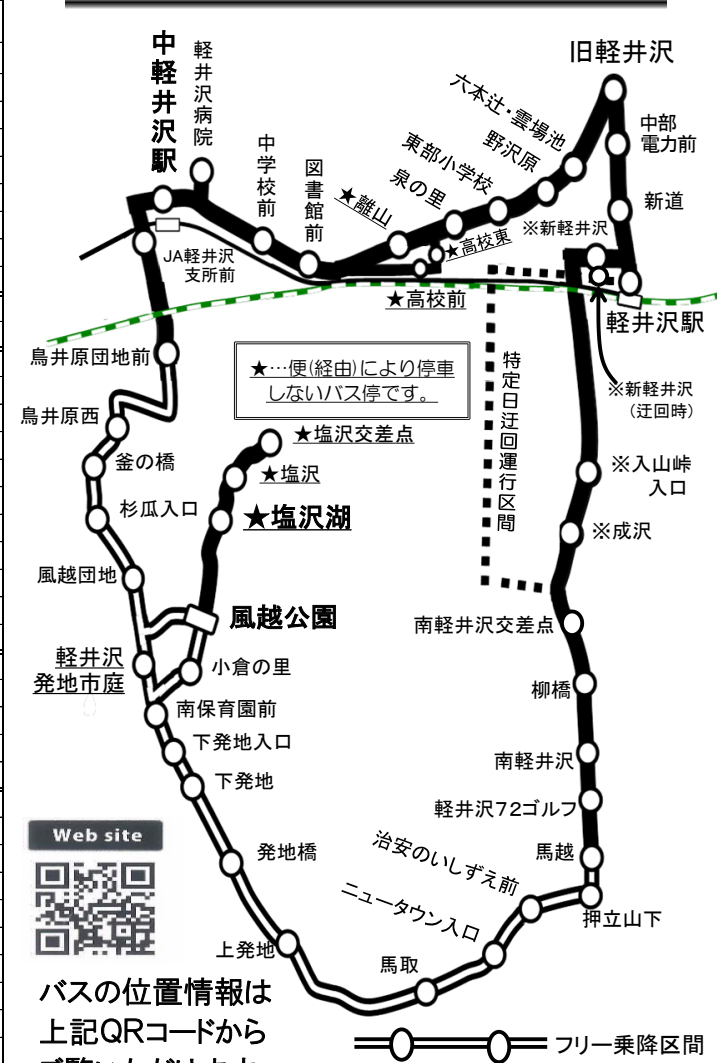 旧軽井沢
中軽井沢駅
軽井沢病院
中学校前
図書館前
★離山
泉の里
東部小学校
野沢原
六本辻・雲場池
中部
電力前
新道
※新軽井沢
★高校東
★高校前
JA軽井沢
支所前
軽井沢駅
鳥井原団地前
★…便(経由)により停車
しないバス停です。
特定日迂回運行区間
※新軽井沢
(迂回時)
鳥井原西
★塩沢交差点
釜の橋
★塩沢
※入山峠
入口
杉瓜入口
★塩沢湖
※成沢
風越団地
風越公園
南軽井沢交差点
軽井沢
発地市庭
小倉の里
柳橋
南保育園前
下発地入口
南軽井沢
下発地
軽井沢72ゴルフ
Web site
発地橋
治安のいしずえ前
馬越
ニュータウン入口
押立山下
上発地
馬取
バスの位置情報は
上記QRコードから
フリー乗降区間